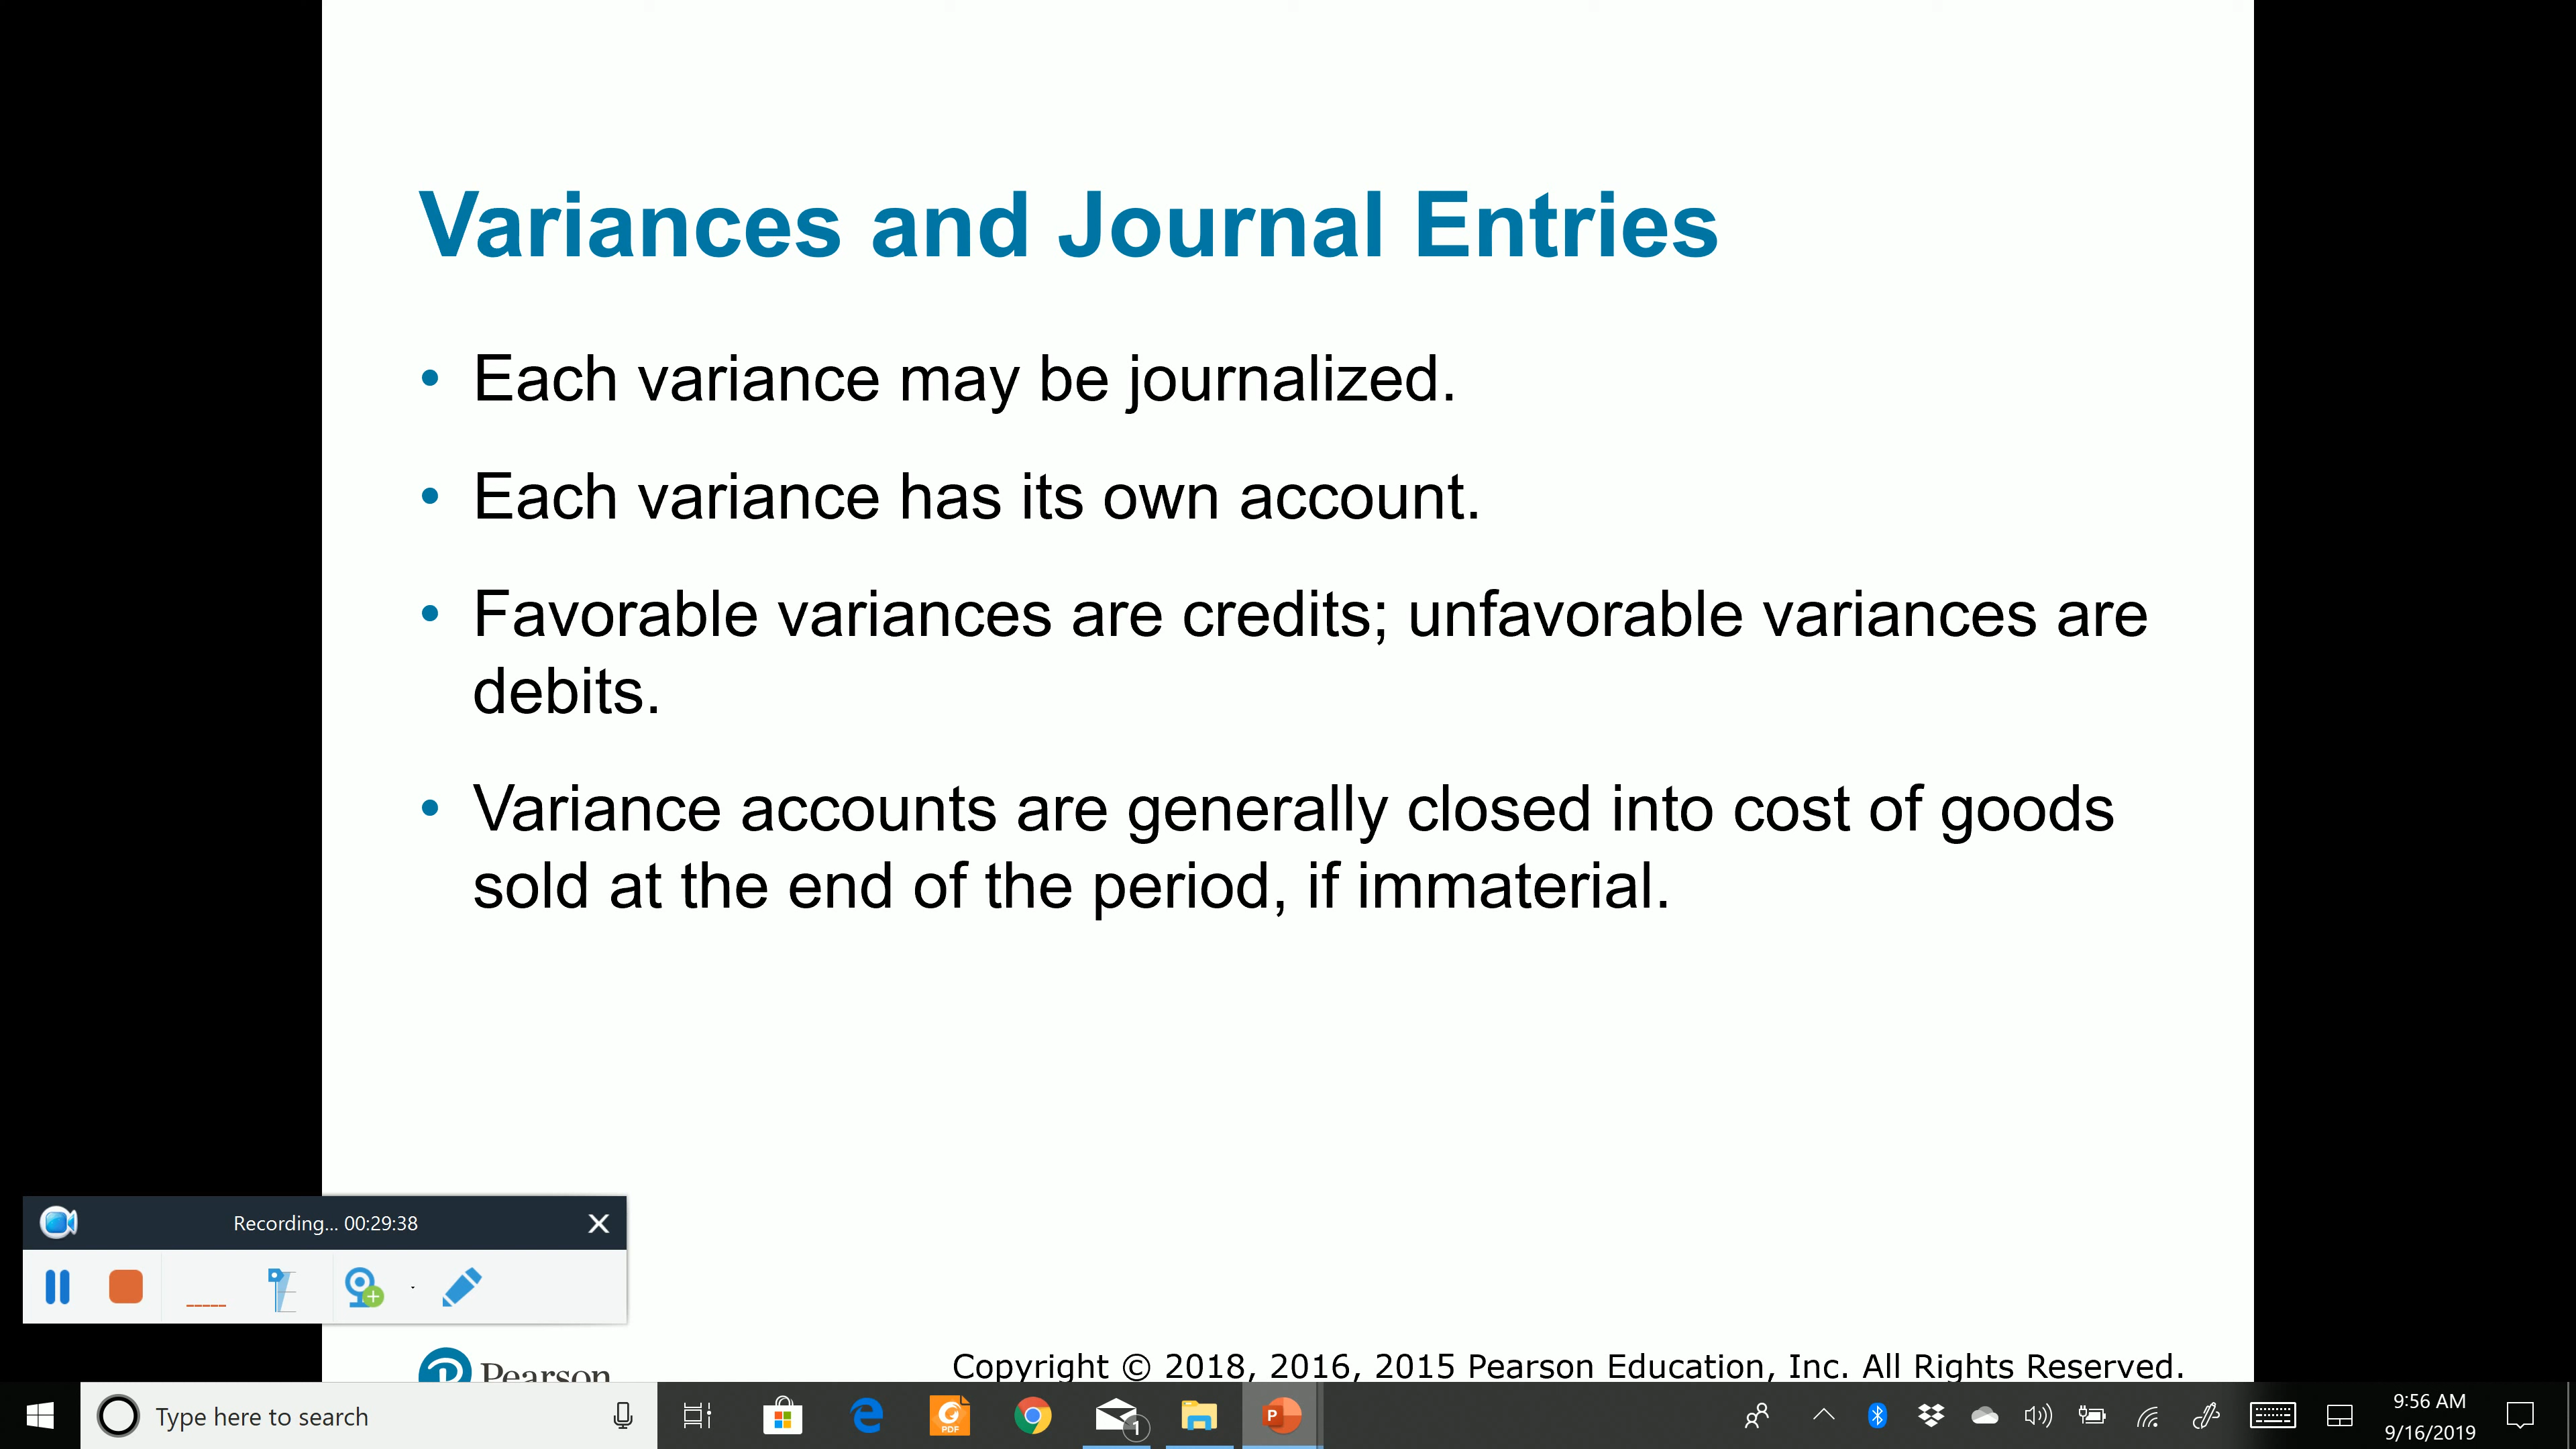 Variances and Journal Entries
• Each variance may be journalized.
• Each variance has its own account.
• Favorable variances are credits; unfavorable variances are
debits.
• Variance accounts are generally closed into cost of goods
sold at the end of the period, if immaterial.
Recording... 00:29:38
Pearson
Copyright © 2018, 2016, 2015 Pearson Education, Inc. All Rights Reserved.
Type here to search
PDF
1
P
9:56 AM
9/16/2019